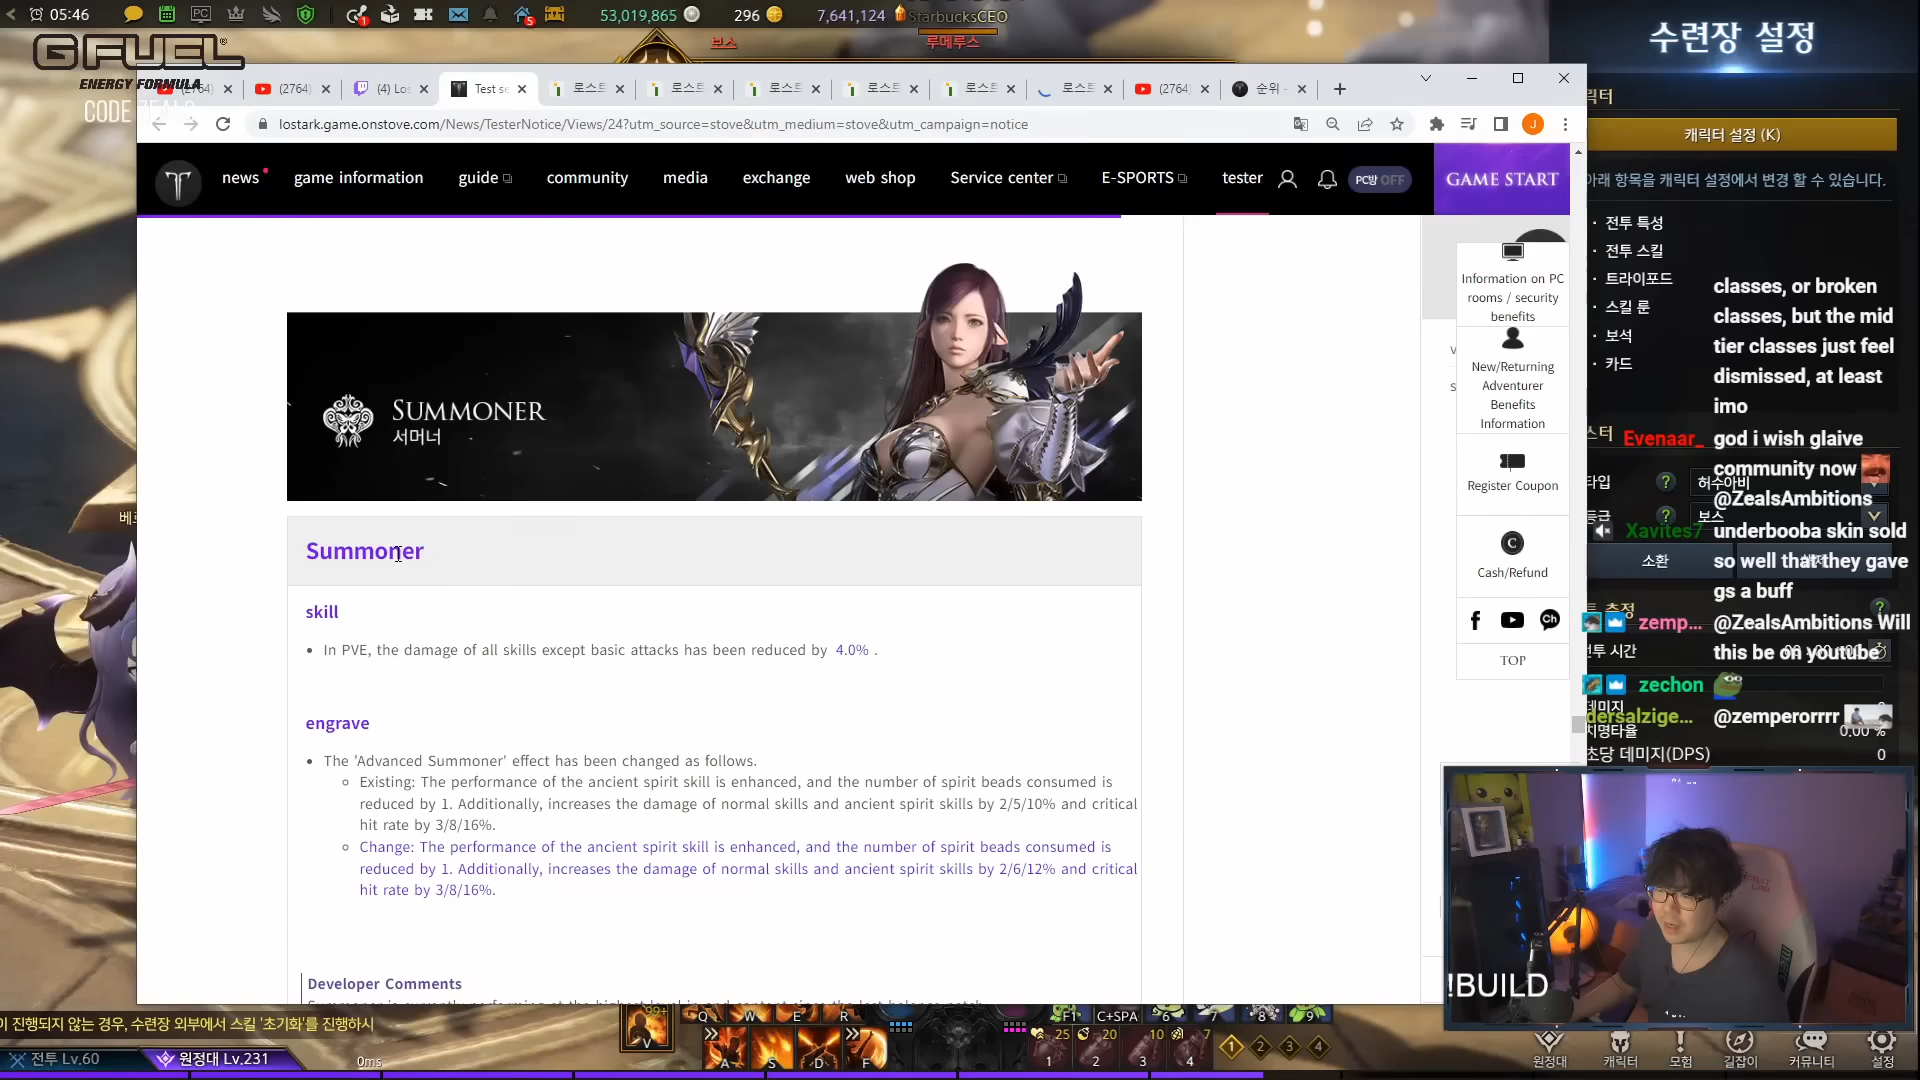 05:46
PC
53,019,865
296
7,641,124
StarbucksCEO
보스
루메루스
수련장 설정
G FUEL
ENERGY FORMULA
(2764)
(2764)
(4) Los
Test se
로스트
로스트
로스트
로스트
로스트
로스트
(2764)
순위
lostark.game.onstove.com/News/TesterNotice/Views/24?utm_source=stove&utm_medium=stove&utm_campaign=notice
J
캐릭터 설정 (K)
news
game information
guide
community
media
exchange
web shop
Service center
E-SPORTS
tester
PC방 OFF
GAME START
아래 항목을 캐릭터 설정에서 변경 할 수 있습니다.
· 전투 특성
· 전투 스킬
· 트라이포드
· 스킬 룬
· 보석
· 카드
Information on PC
rooms / security
benefits
New/Returning
Adventurer
Benefits
Information
Register Coupon
Cash/Refund
TOP
classes, or broken
classes, but the mid
tier classes just feel
dismissed, at least
imo
Evenaar_ god i wish glaive
community now
@ZealsAmbitions
Xavites7 underbooba skin sold
so well that they gave
gs a buff
zemp... @ZealsAmbitions Will
this be on youtube
zechon
dersalzige... @zemperorrrr
허수아비
보스
소환
전투 시간
치명타율
0.00 %
초당 데미지(DPS)
0
SUMMONER
서머너
Summoner
skill
• In PVE, the damage of all skills except basic attacks has been reduced by 4.0% .
engrave
• The 'Advanced Summoner' effect has been changed as follows.
Existing: The performance of the ancient spirit skill is enhanced, and the number of spirit beads consumed is
reduced by 1. Additionally, increases the damage of normal skills and ancient spirit skills by 2/5/10% and critical
hit rate by 3/8/16%.
Change: The performance of the ancient spirit skill is enhanced, and the number of spirit beads consumed is
reduced by 1. Additionally, increases the damage of normal skills and ancient spirit skills by 2/6/12% and critical
hit rate by 3/8/16%.
Developer Comments
!BUILD
진행되지 않는 경우, 수련장 외부에서 스킬 '초기화'를 진행하시
전투 Lv.60
원정대 Lv.231
0ms
99+
V
Q W E R
A S D F
F1 C+SPA 6 7 8 9
25 20 10 7
1 2 3 4
1 2 3 4
원정대
캐릭터
모험
길잡이
커뮤니티
설정